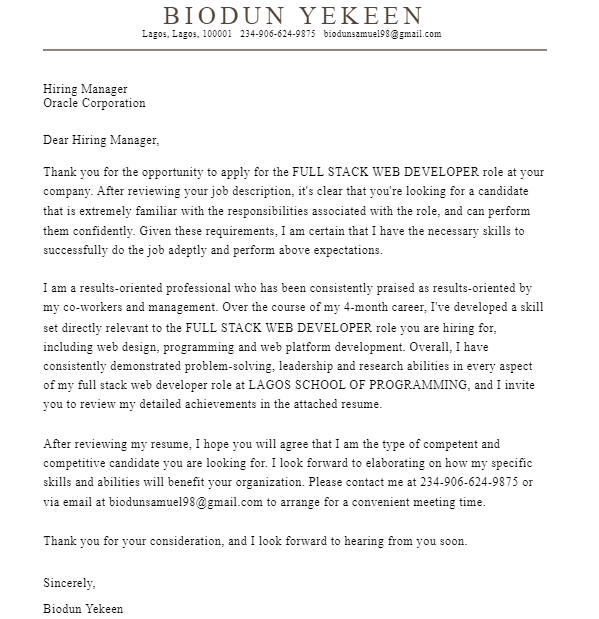 BIODUN YEKEEN
Lagos, Lagos, 100001 234-906-624-9875 biodunsamuel98@gmail.com
Hiring Manager
Oracle Corporation
Dear Hiring Manager,
Thank you for the opportunity to apply for the FULL STACK WEB DEVELOPER role at your
company. After reviewing your job description, it's clear that you're looking for a candidate
that is extremely familiar with the responsibilities associated with the role, and can perform
them confidently. Given these requirements, I am certain that I have the necessary skills to
successfully do the job adeptly and perform above expectations.
I am a results-oriented professional who has been consistently praised as results-oriented by
my co-workers and management. Over the course of my 4-month career, I've developed a skill
set directly relevant to the FULL STACK WEB DEVELOPER role you are hiring for,
including web design, programming and web platform development. Overall, I have
consistently demonstrated problem-solving, leadership and research abilities in every aspect
of my full stack web developer role at LAGOS SCHOOL OF PROGRAMMING, and I invite
you to review my detailed achievements in the attached resume.
After reviewing my resume, I hope you will agree that I am the type of competent and
competitive candidate you are looking for. I look forward to elaborating on how my specific
skills and abilities will benefit your organization. Please contact me at 234-906-624-9875 or
via email at biodunsamuel98@gmail.com to arrange for a convenient meeting time.
Thank you for your consideration, and I look forward to hearing from you soon.
Sincerely,
Biodun Yekeen